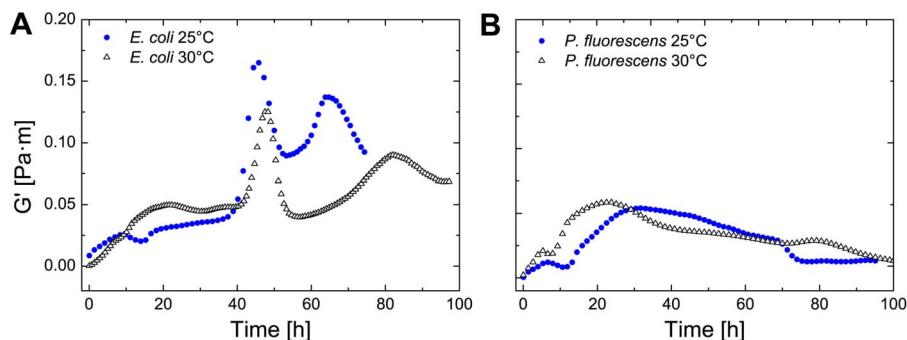 A
E. coli 25°C
E. coli 30°C
G' [Pa·m]
0.20
0.15
0.10
0.05
0.00
0 20 40 60 80 100
Time [h]
B
P. fluorescens 25°C
P. fluorescens 30°C
0 20 40 60 80 100
Time [h]